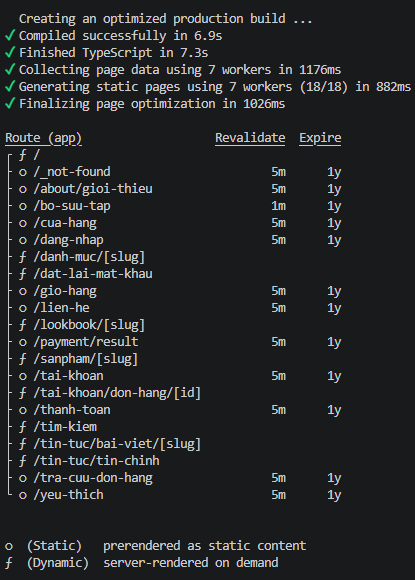 Creating an optimized production build ...
✓ Compiled successfully in 6.9s
✓ Finished TypeScript in 7.3s
✓ Collecting page data using 7 workers in 1176ms
✓ Generating static pages using 7 workers (18/18) in 882ms
✓ Finalizing page optimization in 1026ms
Route (app) Revalidate Expire
┌ ƒ /
├ ○ /_not-found 5m 1y
├ ○ /about/gioi-thieu 5m 1y
├ ○ /bo-suu-tap 1m 1y
├ ○ /cua-hang 5m 1y
├ ○ /dang-nhap 5m 1y
├ ƒ /danh-muc/[slug]
├ ƒ /dat-lai-mat-khau
├ ○ /gio-hang 5m 1y
├ ○ /lien-he 5m 1y
├ ƒ /lookbook/[slug]
├ ○ /payment/result 5m 1y
├ ƒ /sanpham/[slug]
├ ○ /tai-khoan 5m 1y
├ ƒ /tai-khoan/don-hang/[id]
├ ○ /thanh-toan 5m 1y
├ ƒ /tim-kiem
├ ƒ /tin-tuc/bai-viet/[slug]
├ ƒ /tin-tuc/tin-chinh
├ ○ /tra-cuu-don-hang 5m 1y
└ ○ /yeu-thich 5m 1y
○ (Static) prerendered as static content
ƒ (Dynamic) server-rendered on demand